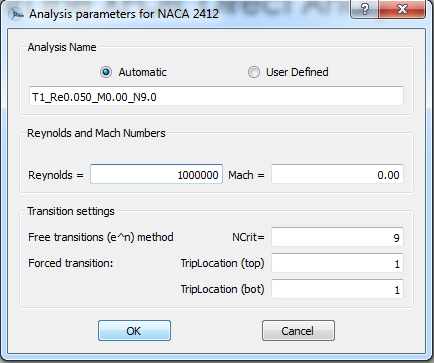 Analysis parameters for NACA 2412
Analysis Name
Automatic User Defined
T1_Re0.050_M0.00_N9.0
Reynolds and Mach Numbers
Reynolds = 1000000 Mach = 0.00
Transition settings
Free transitions (e^n) method NCrit= 9
Forced transition: TripLocation (top) 1
TripLocation (bot) 1
OK Cancel